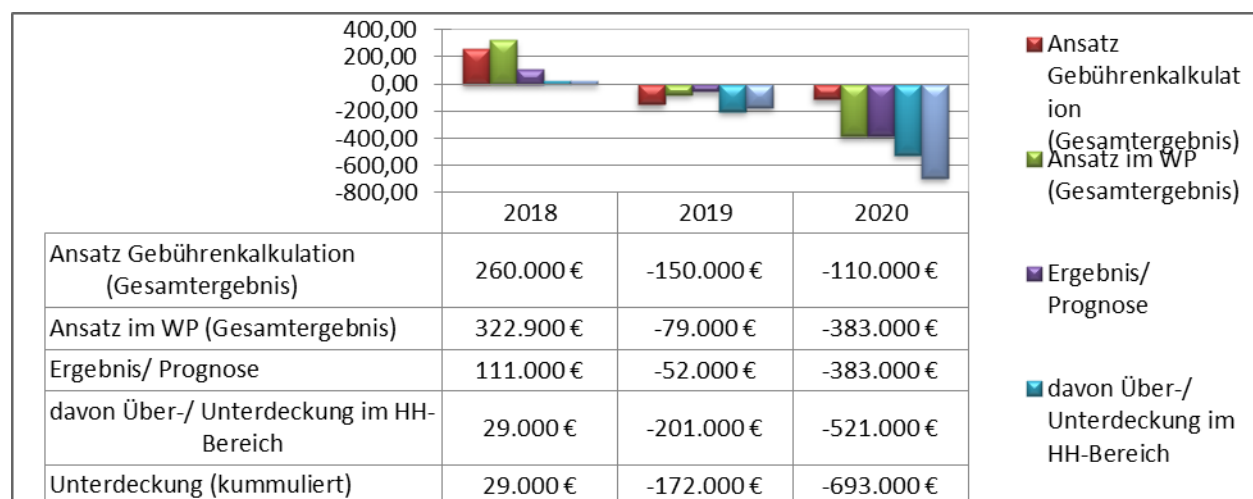 400,00
200,00
0,00
-200,00
-400,00
-600,00
-800,00
2018 2019 2020
Ansatz Gebührenkalkulation
(Gesamtergebnis) 260.000 € -150.000 € -110.000 €
Ansatz im WP (Gesamtergebnis) 322.900 € -79.000 € -383.000 €
Ergebnis/ Prognose 111.000 € -52.000 € -383.000 €
davon Über-/ Unterdeckung im HH-
Bereich 29.000 € -201.000 € -521.000 €
Unterdeckung (kummuliert) 29.000 € -172.000 € -693.000 €
Ansatz
Gebührenkalkulat
ion
(Gesamtergebnis)
Ansatz im WP
(Gesamtergebnis)
Ergebnis/
Prognose
davon Über-/
Unterdeckung im
HH-Bereich